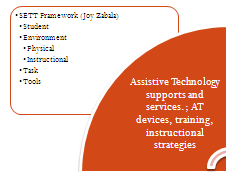 •SETT Framework (Joy Zabala)
•Student
•Environment
•Physical
•Instructional
•Task
•Tools
Assistive Technology
supports and
services. ; AT
devices, training,
instructional
strategies